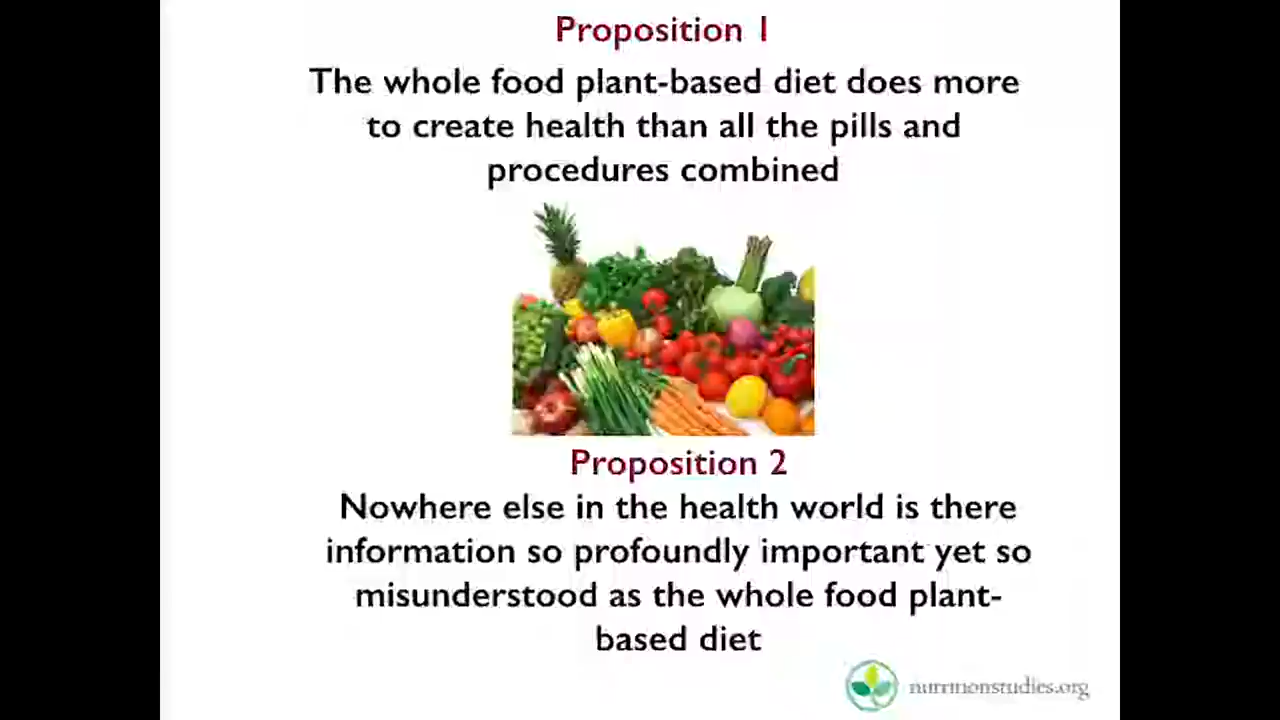 Proposition 1
The whole food plant-based diet does more
to create health than all the pills and
procedures combined
Proposition 2
Nowhere else in the health world is there
information so profoundly important yet so
misunderstood as the whole food plant-
based diet
nutritionstudies.org